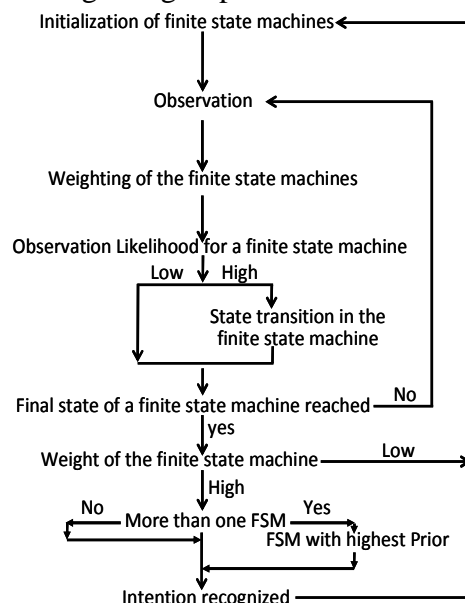 Initialization of finite state machines
Observation
Weighting of the finite state machines
Observation Likelihood for a finite state machine
Low High
State transition in the
finite state machine
Final state of a finite state machine reached No
yes
Weight of the finite state machine Low
High
No More than one FSM Yes
FSM with highest Prior
Intention recognized